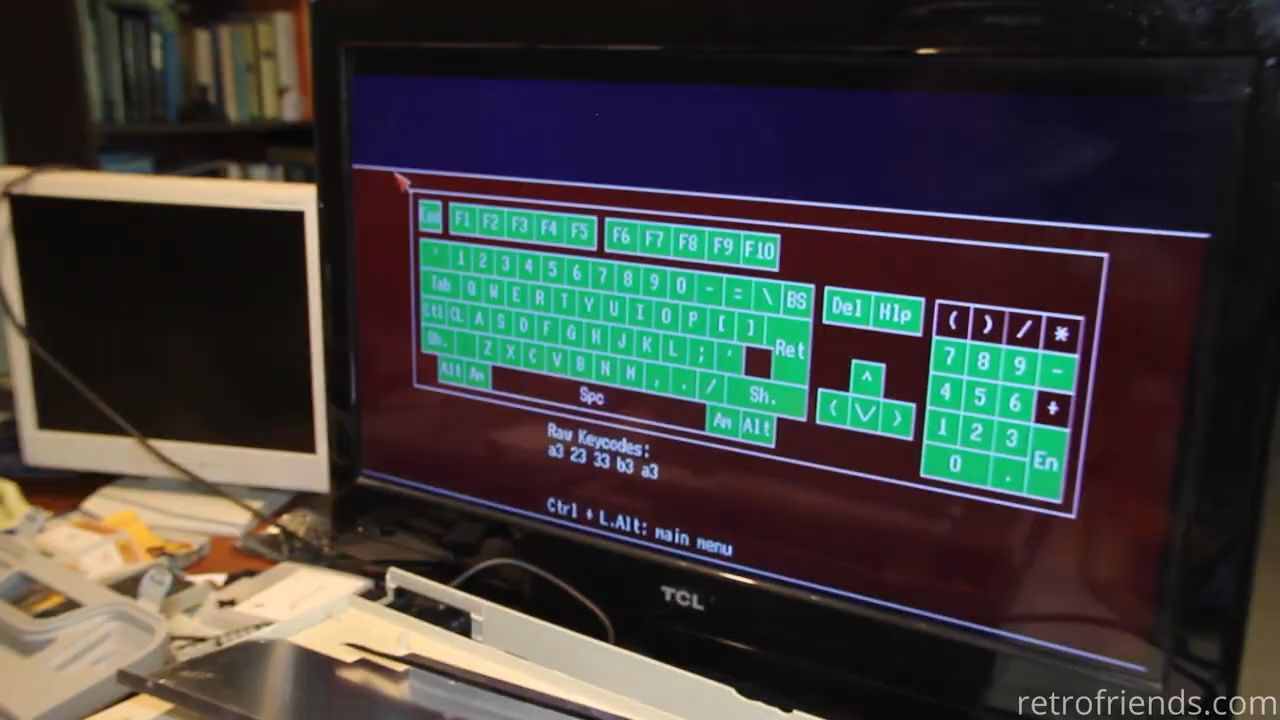 Esc F1 F2 F3 F4 F5 F6 F7 F8 F9 F10
` 1 2 3 4 5 6 7 8 9 0 - = \ BS
Tab Q W E R T Y U I O P [ ] Ret
Ctl CL A S D F G H J K L ; '
Sh. Z X C V B N M , . / Sh.
Alt Am Spc Am Alt
Del Hlp
^
< V >
( ) / *
7 8 9 -
4 5 6 +
1 2 3 En
0 .
Raw Keycodes:
a3 23 33 b3 a3
Ctrl + L.Alt: main menu
TCL
retrofriends.com